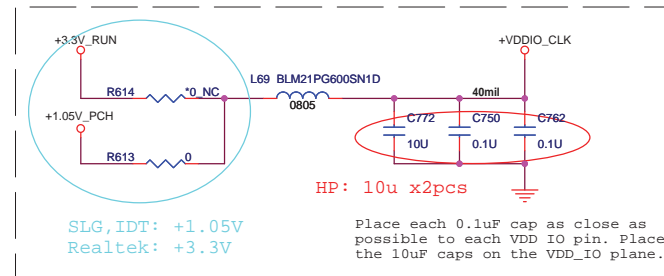 +3.3V_RUN
+VDDIO_CLK
L69 BLM21PG600SN1D
R614
*0_NC
0805
40mil
+1.05V_PCH
C772
C750
C762
10U
0.1U
0.1U
R613
0
HP: 10u x2pcs
SLG,IDT: +1.05V
Realtek: +3.3V
Place each 0.1uF cap as close as
possible to each VDD IO pin. Place
the 10uF caps on the VDD_IO plane.